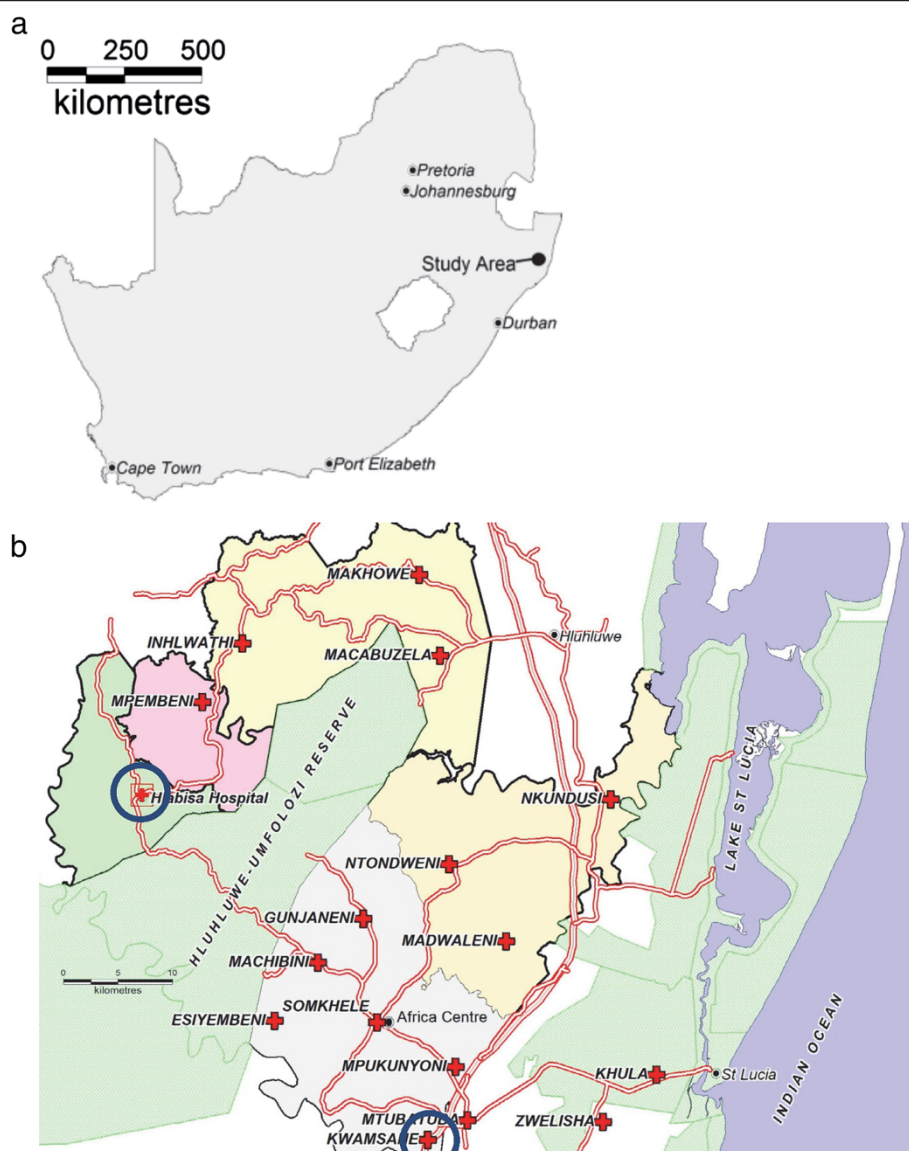 a
0 250 500
kilometres
Pretoria
Johannesburg
Study Area
Durban
Cape Town
Port Elizabeth
b
MAKHOWE
INHLWATHI
Hluhluwe
MACABUZELA
MPEMBENI
HLUHLUWE-UMFOLOZI RESERVE
Hlabisa Hospital
NKUNDUSI
LAKE ST LUCIA
NTONDWENI
GUNJANENI
MADWALENI
MACHIBINI
0 5 10
kilometres
SOMKHELE
ESIYEMBENI
Africa Centre
MPUKUNYONI
KHULA
St Lucia
INDIAN OCEAN
MTUBATUBA
ZWELISHA
KWAMSANE